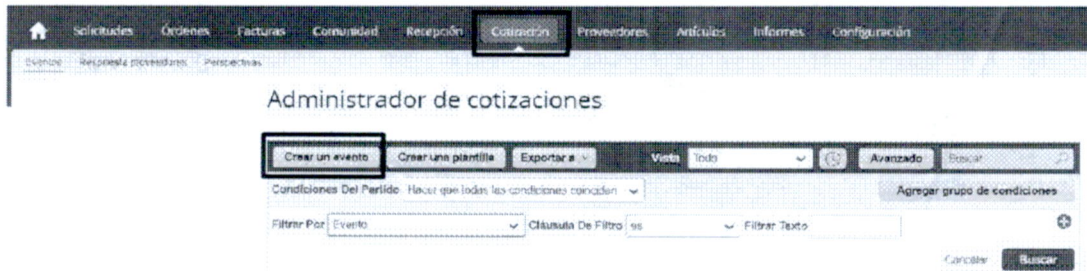 Solicitudes Órdenes Facturas Comunidad Recepción Cotización Proveedores Artículos Informes Configuración
Eventos Respuesta proveedores Perspectivas
Administrador de cotizaciones
Crear un evento Crear una plantilla Exportar a Vista Todo Avanzado Buscar
Condiciones Del Partido Hacer que todas las condiciones coincidan Agregar grupo de condiciones
Filtrar Por Evento Cláusula De Filtro es Filtrar Texto
Cancelar Buscar